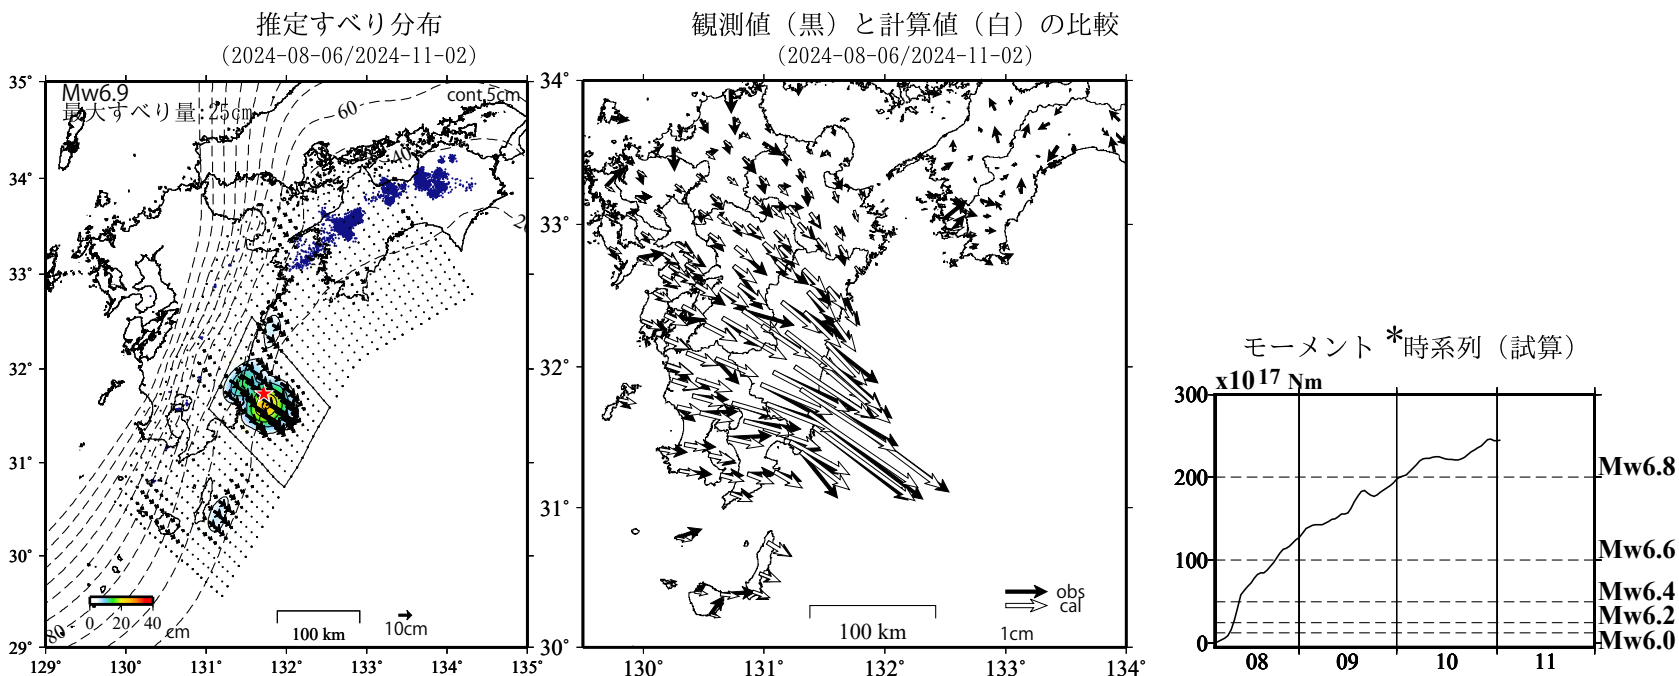 推定すべり分布
(2024-08-06/2024-11-02)
Mw6.9
最大すべり量:25cm
cont.5cm
60
40
80
35°
34°
33°
32°
31°
30°
29°
0 20 40 cm
100 km
10cm
129 130 131 132 133 134 135
観測値（黒）と計算値（白）の比較
(2024-08-06/2024-11-02)
34°
33°
32°
31°
30°
obs
cal
100 km
1cm
130° 131° 132° 133° 134°
モーメント *時系列（試算）
x10 17 Nm
300
200
100
0
Mw6.8
Mw6.6
Mw6.4
Mw6.2
Mw6.0
08 09 10 11